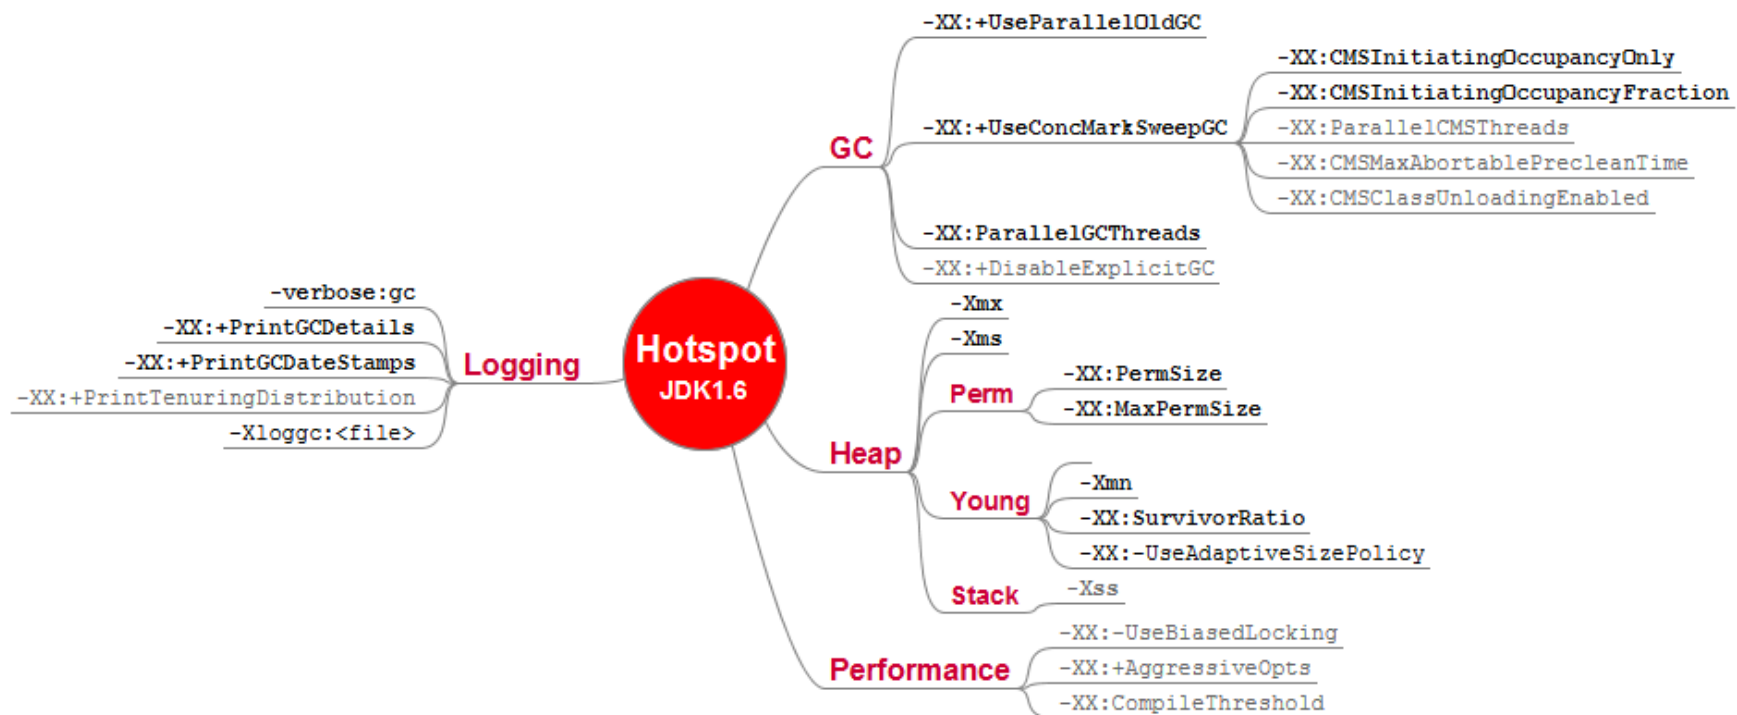 -XX:+UseParallelOldGC
-XX:CMSInitiatingOccupancyOnly
-XX:CMSInitiatingOccupancyFraction
-XX:+UseConcMarkSweepGC
-XX:ParallelCMSThreads
GC
-XX:CMSMaxAbortablePrecleanTime
-XX:CMSClassUnloadingEnabled
-XX:ParallelGCThreads
-XX:+DisableExplicitGC
-verbose:gc
-XX:+PrintGCDetails
-XX:+PrintGCDateStamps
-XX:+PrintTenuringDistribution
-Xloggc:<file>
Logging
Hotspot
JDK1.6
-Xmx
-Xms
Perm
-XX:PermSize
-XX:MaxPermSize
Heap
Young
-Xmn
-XX:SurvivorRatio
-XX:-UseAdaptiveSizePolicy
Stack
-Xss
Performance
-XX:-UseBiasedLocking
-XX:+AggressiveOpts
-XX:CompileThreshold